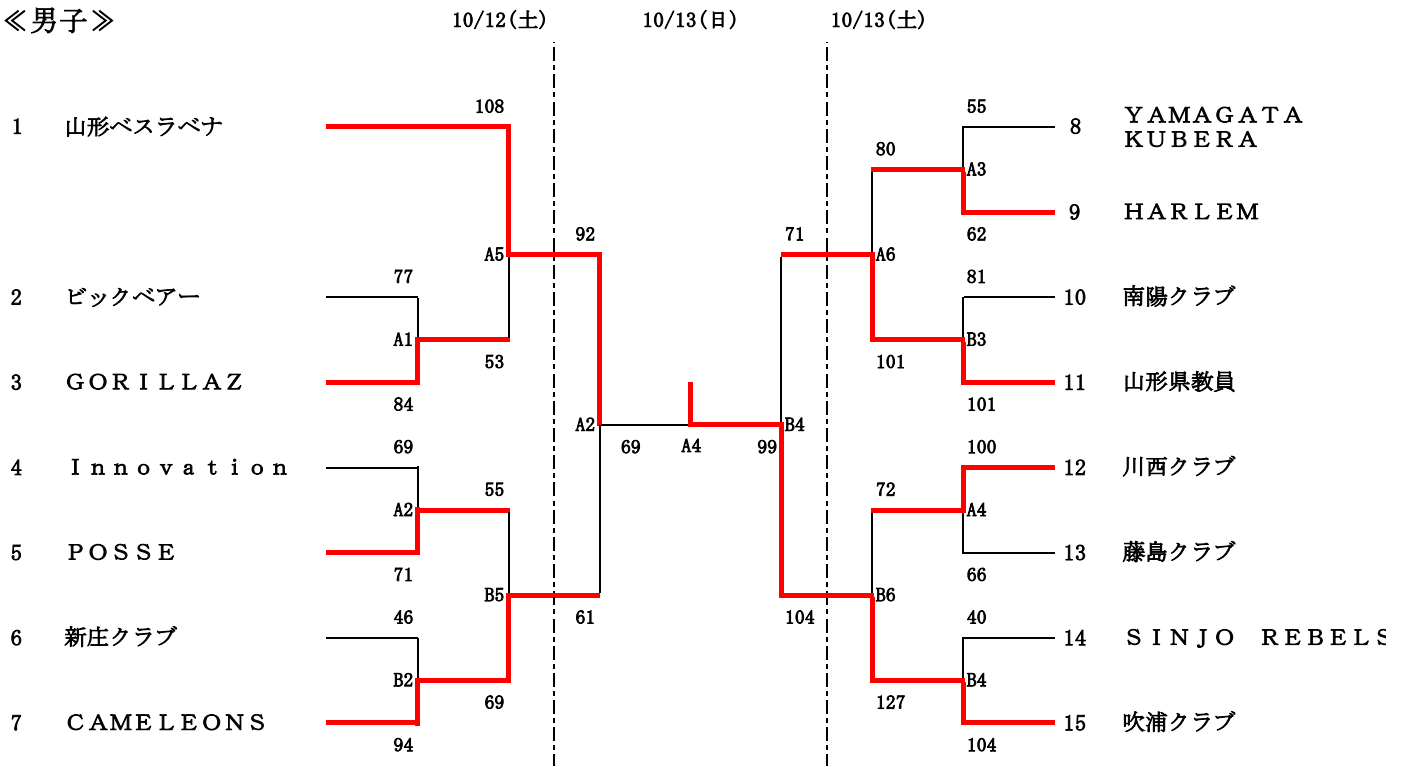 ≪男子≫
10/12(土)
10/13(日)
10/13(土)
1 山形ベスラベナ
108
2 ビックベアー
77
A1
3 GORILLAZ
84
A5
53
92
4 Innovation
69
A2
5 POSSE
71
55
6 新庄クラブ
46
B2
7 CAMELEONS
94
B5
69
61
A2
69
A4
99
B4
71
104
55
8 YAMAGATA
KUBERA
80
A3
9 HARLEM
62
A6
81
10 南陽クラブ
B3
101
11 山形県教員
101
100
12 川西クラブ
72
A4
13 藤島クラブ
66
B6
40
14 SINJO REBELS
B4
127
15 吹浦クラブ
104